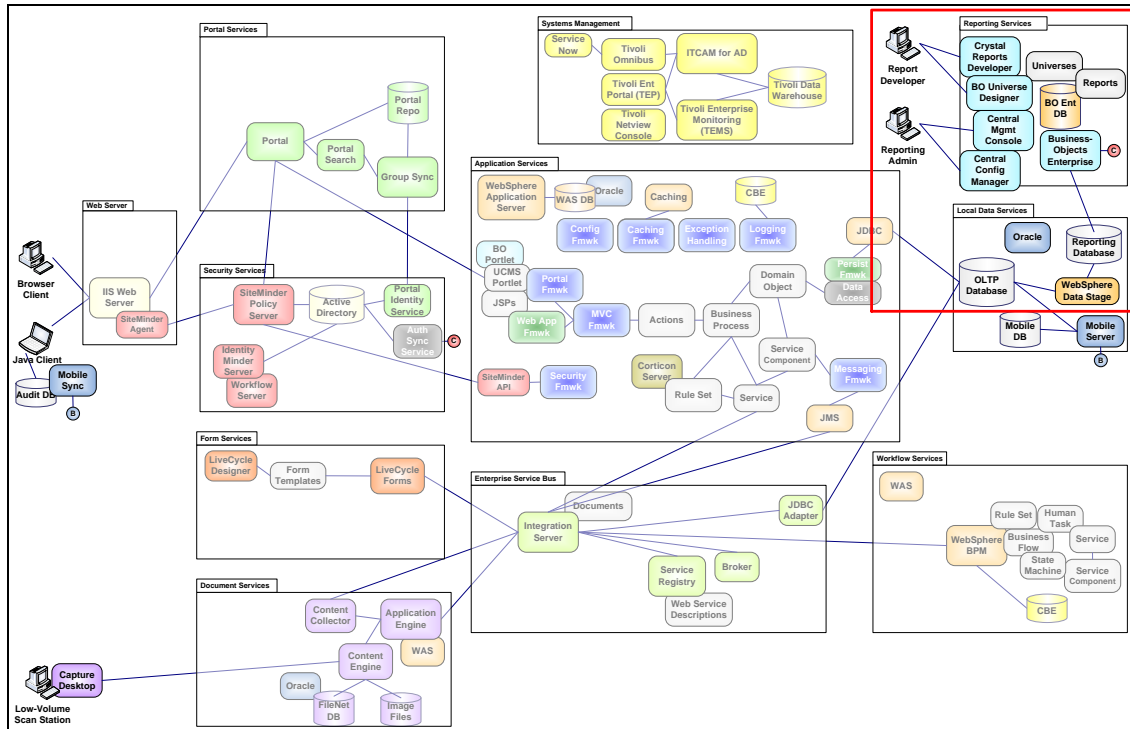 Portal Services
Portal
Portal
Repo
Portal
Search
Group Sync
Systems Management
Service
Now
Tivoli
Omnibus
ITCAM for AD
Tivoli Ent
Portal (TEP)
Tivoli Data
Warehouse
Tivoli
Netview
Console
Tivoli Enterprise
Monitoring
(TEMS)
Report
Developer
Reporting
Admin
Reporting Services
Crystal
Reports
Developer
Universes
Reports
BO Universe
Designer
BO Ent
DB
Central
Mgmt
Console
Business-
Objects
Enterprise
C
Central
Config
Manager
Web Server
Browser
Client
IIS Web
Server
SiteMinder
Agent
Java Client
Audit DB
Mobile
Sync
B
Security Services
SiteMinder
Policy
Server
Active
Directory
Portal
Identity
Service
Auth
Sync
Service
C
Identity
Minder
Server
Workflow
Server
Application Services
WebSphere
Application
Server
WAS DB
Oracle
Caching
CBE
Config
Fmwk
Caching
Fmwk
Exception
Handling
Logging
Fmwk
JDBC
BO
Portlet
UCMS
Portlet
JSPs
Portal
Fmwk
Web App
Fmwk
MVC
Fmwk
Actions
Business
Process
Domain
Object
Persist
Fmwk
Data
Access
Service
Component
Corticon
Server
Rule Set
Service
Messaging
Fmwk
SiteMinder
API
Security
Fmwk
JMS
Local Data Services
Oracle
Reporting
Database
OLTP
Database
WebSphere
Data Stage
Mobile
DB
Mobile
Server
B
Form Services
LiveCycle
Designer
Form
Templates
LiveCycle
Forms
Enterprise Service Bus
Documents
Integration
Server
JDBC
Adapter
Service
Registry
Broker
Web Service
Descriptions
Workflow Services
WAS
WebSphere
BPM
Rule Set
Human
Task
Business
Flow
Service
State
Machine
Service
Component
CBE
Document Services
Content
Collector
Application
Engine
WAS
Content
Engine
Oracle
FileNet
DB
Image
Files
Capture
Desktop
Low-Volume
Scan Station